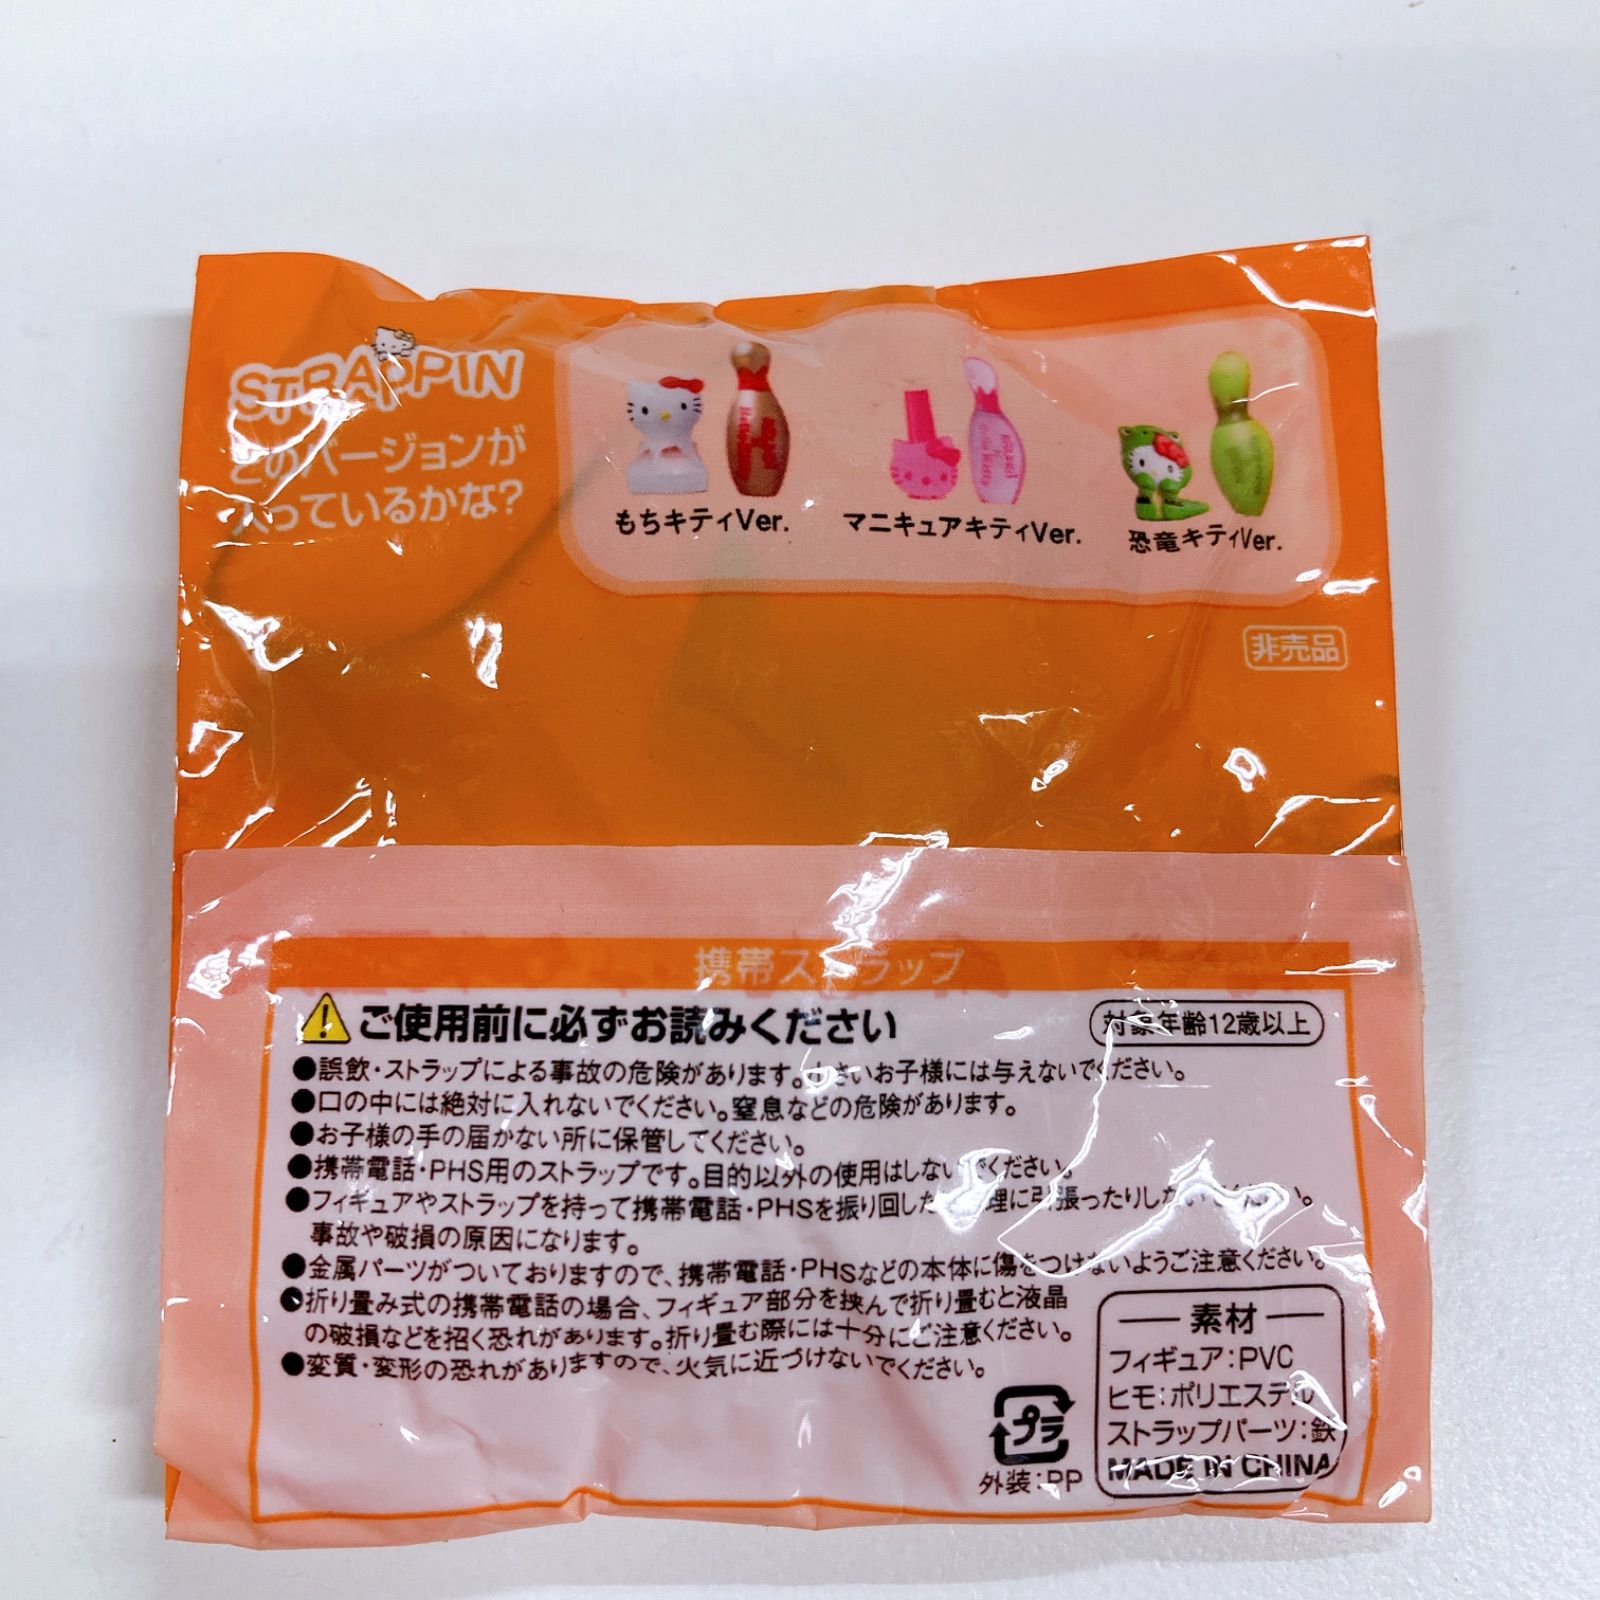 STRAPPIN
どのバージョンが
入っているかな?
もちキティVer.
マニキュアキティVer.
恐竜キティVer.
非売品
携帯ストラップ
ご使用前に必ずお読みください
対象年齢12歳以上
●誤飲・ストラップによる事故の危険があります。小さいお子様には与えないでください。
●口の中には絶対に入れないでください。窒息などの危険があります。
●お子様の手の届かない所に保管してください。
●携帯電話・PHS用のストラップです。目的以外の使用はしないでください。
●フィギュアやストラップを持って携帯電話・PHSを振り回した 理に引張ったりしないでください。
事故や破損の原因になります。
●金属パーツがついておりますので、携帯電話・PHSなどの本体に傷をつけないようご注意ください。
●折り畳み式の携帯電話の場合、フィギュア部分を挟んで折り畳むと液晶
の破損などを招く恐れがあります。折り畳む際には十分にご注意ください。
●変質・変形の恐れがありますので、火気に近づけないでください。
プラ
外装:PP
素材
フィギュア:PVC
ヒモ:ポリエステル
ストラップパーツ:鉄
MADE IN CHINA